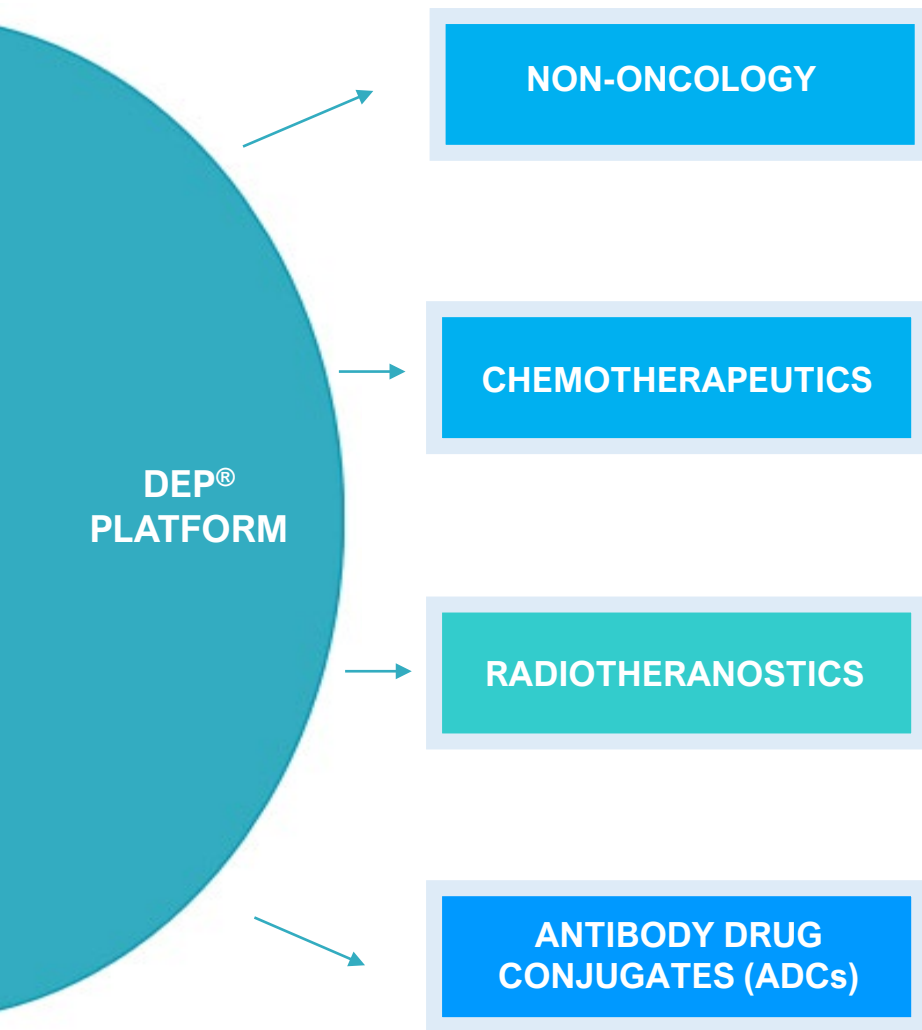 NON-ONCOLOGY
CHEMOTHERAPEUTICS
DEP®
PLATFORM
RADIOTHERANOSTICS
ANTIBODY DRUG
CONJUGATES (ADCs)